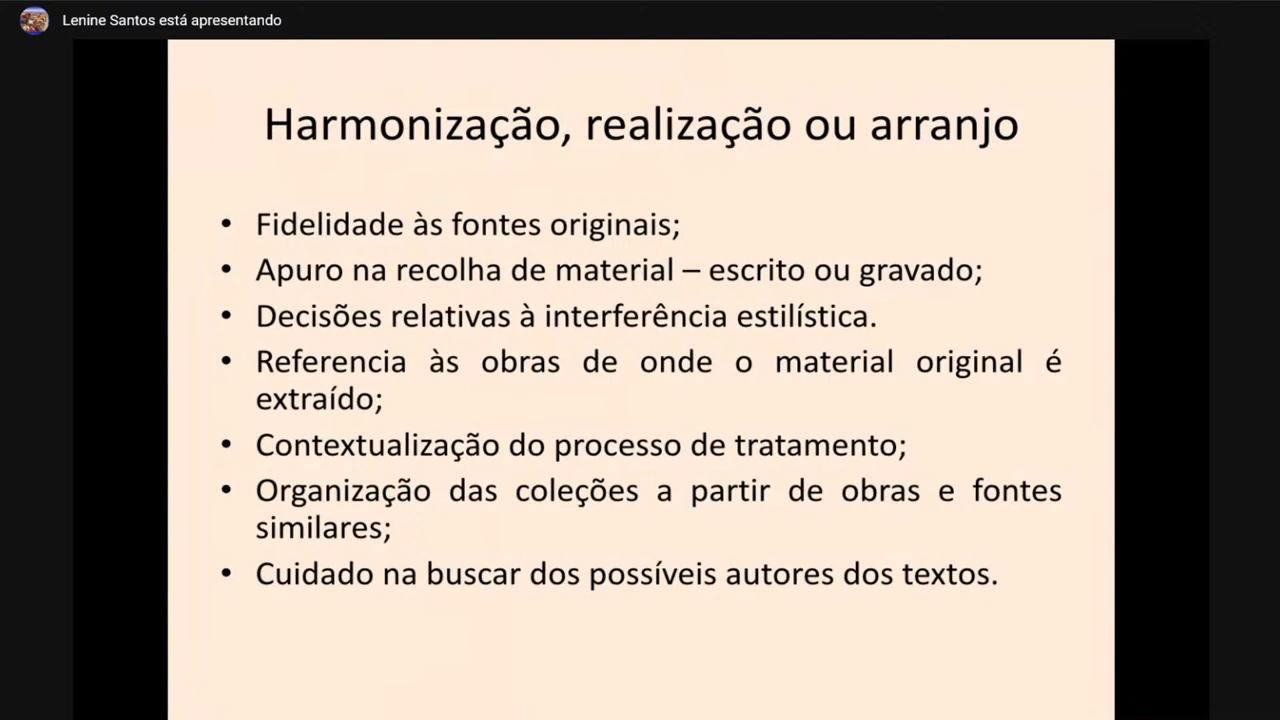 Lenine Santos está apresentando
Harmonização, realização ou arranjo
• Fidelidade às fontes originais;
• Apuro na recolha de material – escrito ou gravado;
• Decisões relativas à interferência estilística.
• Referencia às obras de onde o material original é
extraído;
• Contextualização do processo de tratamento;
• Organização das coleções a partir de obras e fontes
similares;
• Cuidado na buscar dos possíveis autores dos textos.